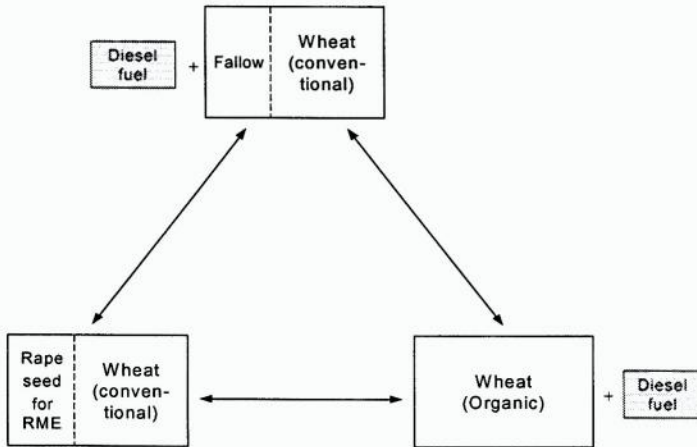 Diesel
fuel
+
Fallow
Wheat
(conven-
tional)
Rape
seed
for
RME
Wheat
(conven-
tional)
Wheat
(Organic)
+
Diesel
fuel